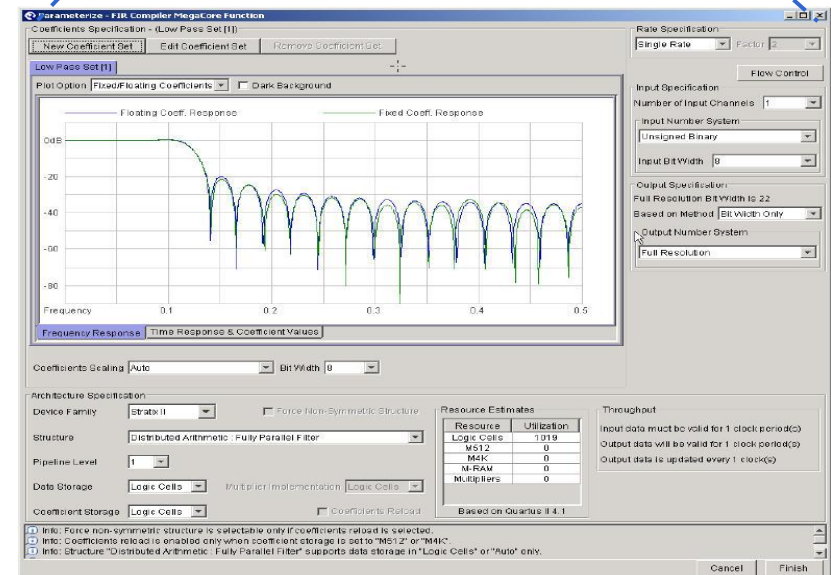 Parameterize - FIR Compiler MegaCore Function
Coefficients Specification - (Low Pass Set [1])
New Coefficient Set Edit Coefficient Set Remove Coefficient Set
Low Pass Set [1]
Plot Option Fixed/Floating Coefficients Dark Background
Floating Coeff. Response Fixed Coeff. Response
0dB
-20
-40
-60
-80
Frequency 0.1 0.2 0.3 0.4 0.5
Frequency Response Time Response & Coefficient Values
Coefficients Scaling Auto Bit Width 8
Rate Specification
Single Rate Factor 2
Flow Control
Input Specification
Number of Input Channels 1
Input Number System
Unsigned Binary
Input Bit Width 8
Output Specification
Full Resolution Bit Width is 22
Based on Method Bit Width Only
Output Number System
Full Resolution
Architecture Specification
Device Family Stratix II Force Non-Symmetric Structure
Structure Distributed Arithmetic : Fully Parallel Filter
Pipeline Level 1
Data Storage Logic Cells Multiplier Implementation Logic Cells
Coefficient Storage Logic Cells Coefficients Reload
Resource Estimates
Resource Utilization
Logic Cells 1019
M512 0
M4K 0
M-RAM 0
Multipliers 0
Based on Quartus II 4.1
Throughput
Input data must be valid for 1 clock period(s)
Output data will be valid for 1 clock period(s)
Output data is updated every 1 clock(s)
Info: Force non-symmetric structure is selectable only if coefficients reload is selected.
Info: Coefficients reload is enabled only when coefficient storage is set to "M512" or "M4K".
Info: Structure "Distributed Arithmetic : Fully Parallel Filter" supports data storage in "Logic Cells" or "Auto" only.
Cancel Finish